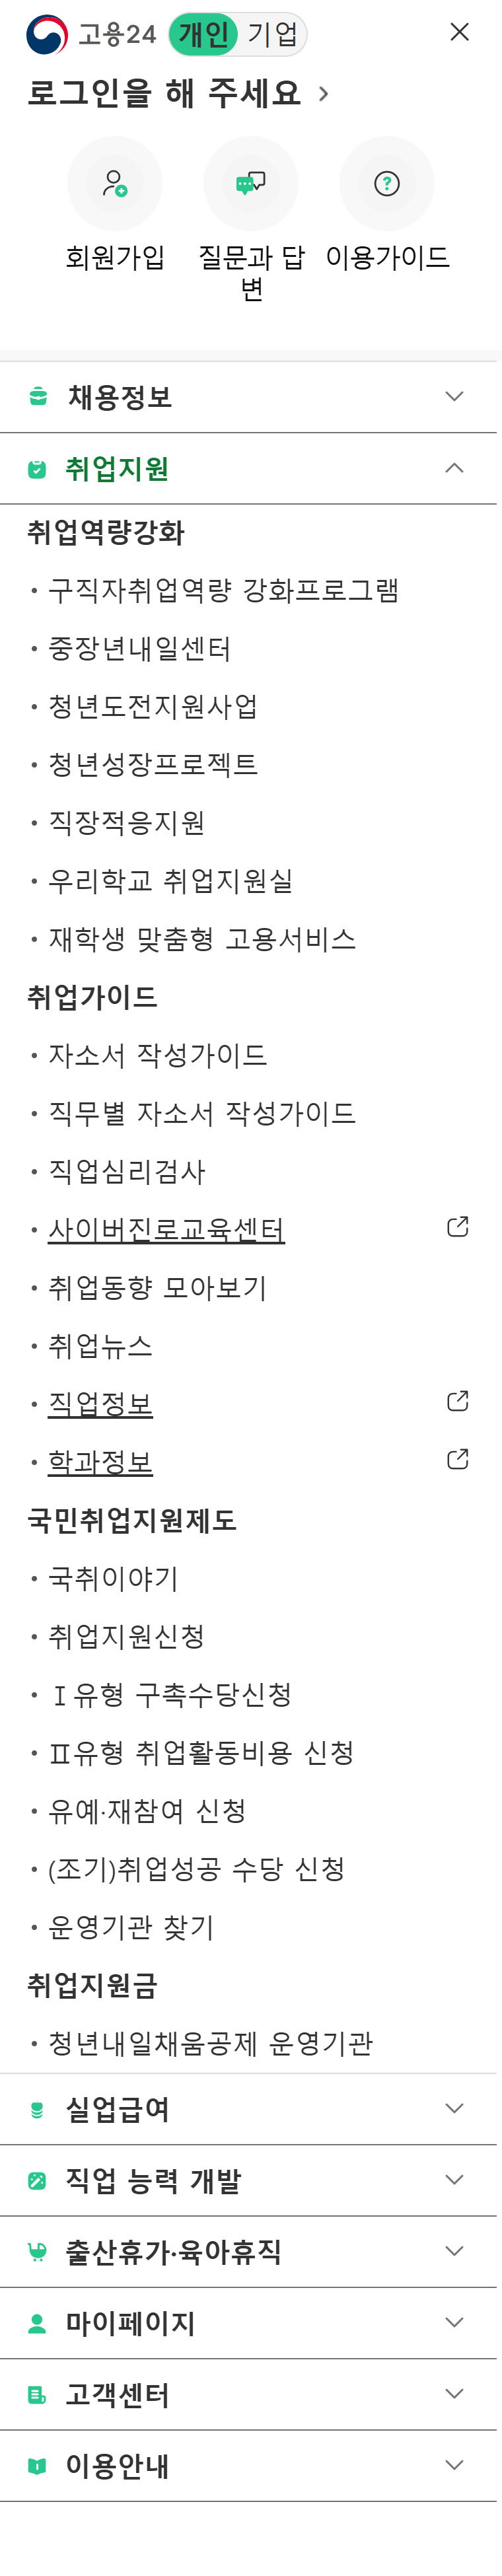 고용24 개인 기업
로그인을 해 주세요
회원가입 질문과 답변 이용가이드
채용정보
취업지원
취업역량강화
• 구직자취업역량 강화프로그램
• 중장년내일센터
• 청년도전지원사업
• 청년성장프로젝트
• 직장적응지원
• 우리학교 취업지원실
• 재학생 맞춤형 고용서비스
취업가이드
• 자소서 작성가이드
• 직무별 자소서 작성가이드
• 직업심리검사
• 사이버진로교육센터
• 취업동향 모아보기
• 취업뉴스
• 직업정보
• 학과정보
국민취업지원제도
• 국취이야기
• 취업지원신청
• Ⅰ유형 구촉수당신청
• Ⅱ유형 취업활동비용 신청
• 유예·재참여 신청
• (조기)취업성공 수당 신청
• 운영기관 찾기
취업지원금
• 청년내일채움공제 운영기관
실업급여
직업 능력 개발
출산휴가·육아휴직
마이페이지
고객센터
이용안내